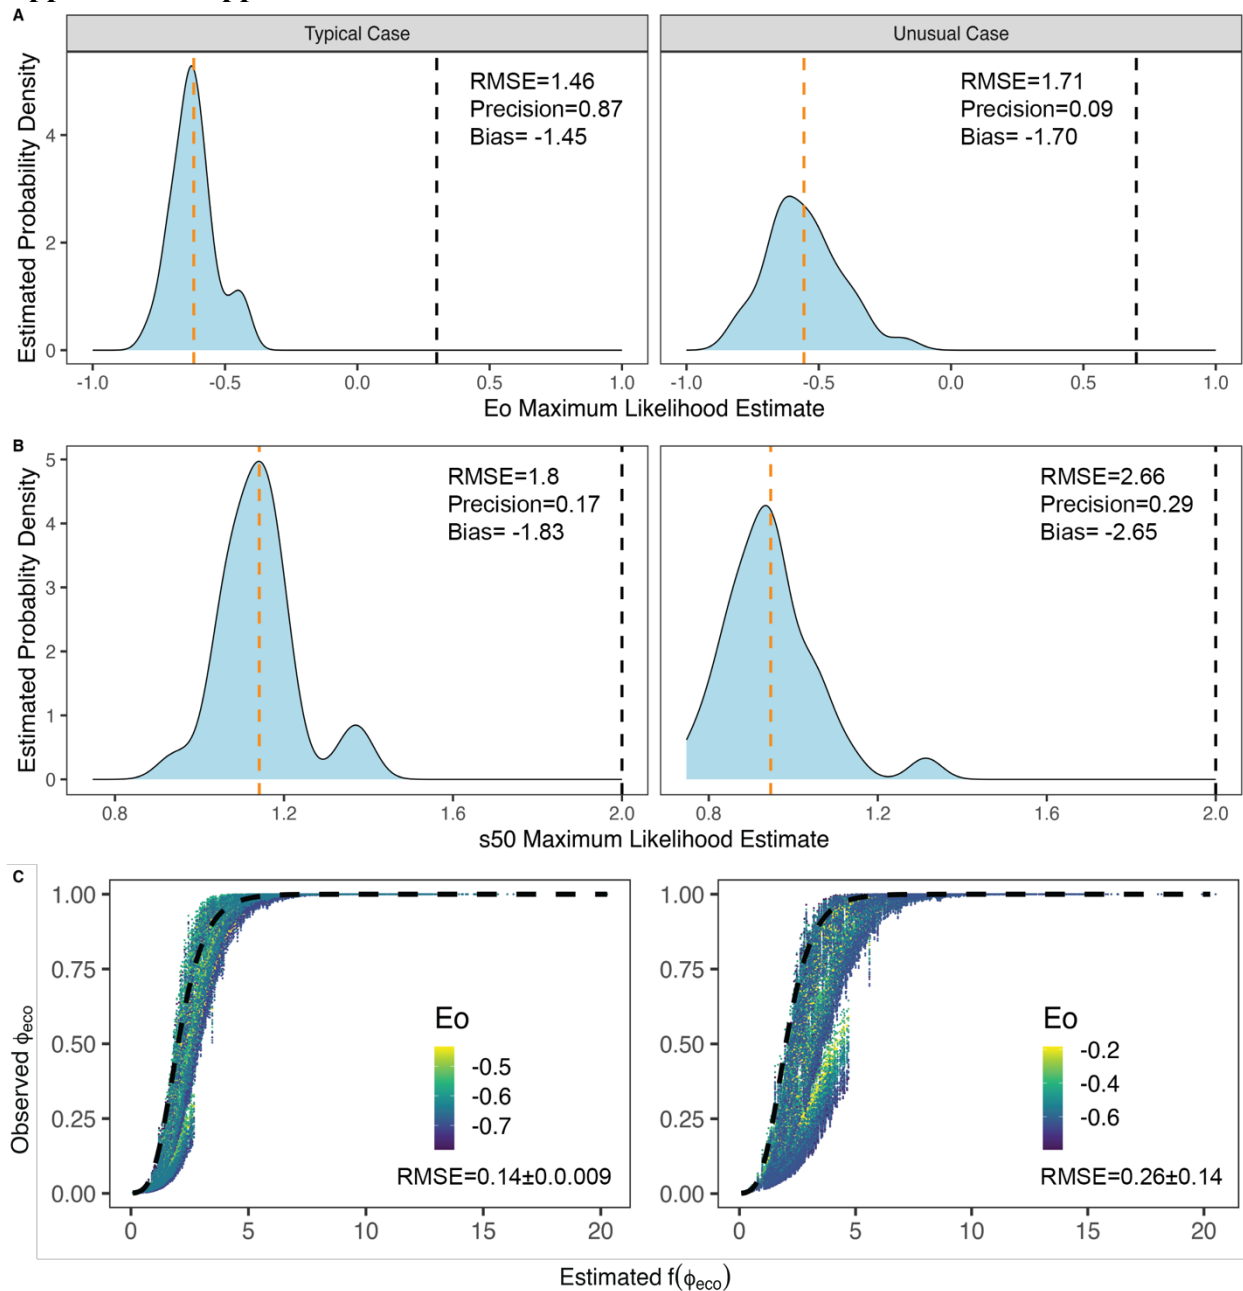 A
Typical Case
Unusual Case
Estimated Probability Density
4
2
0
RMSE=1.46
Precision=0.87
Bias= -1.45
RMSE=1.71
Precision=0.09
Bias= -1.70
-1.0 -0.5 0.0 0.5 1.0
-1.0 -0.5 0.0 0.5 1.0
Eo Maximum Likelihood Estimate
B
Estimated Probablity Density
5
4
3
2
1
0
RMSE=1.8
Precision=0.17
Bias= -1.83
RMSE=2.66
Precision=0.29
Bias= -2.65
0.8 1.2 1.6 2.0
0.8 1.2 1.6 2.0
s50 Maximum Likelihood Estimate
C
Observed ϕeco
1.00
0.75
0.50
0.25
0.00
Eo
-0.5
-0.6
-0.7
RMSE=0.14±0.0.009
0 5 10 15 20
1.00
0.75
0.50
0.25
0.00
Eo
-0.2
-0.4
-0.6
RMSE=0.26±0.14
0 5 10 15 20
Estimated f(ϕeco)